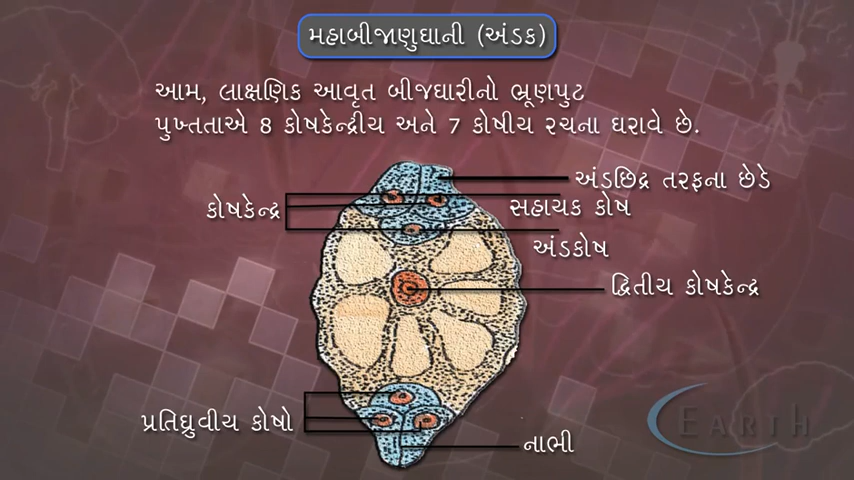 મહાબીજાણુધાની (અંડક)
આમ, લાક્ષણિક આવૃત બીજધારીનો ભ્રૂણપુટ
પુખ્તતાએ 8 કોષકેન્દ્રીય અને 7 કોષીય રચના ધરાવે છે.
અંડછિદ્ર તરફના છેડે
કોષકેન્દ્ર
સહાયક કોષ
અંડકોષ
દ્વિતીય કોષકેન્દ્ર
પ્રતિધ્રુવીય કોષો
નાભી
EARTH